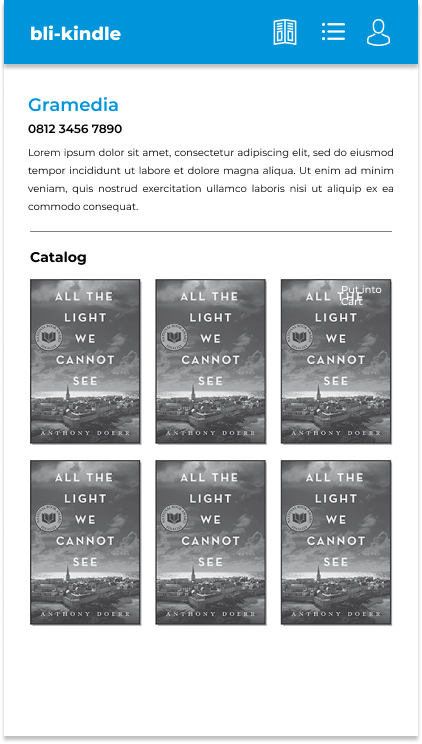 bli-kindle
Gramedia
0812 3456 7890
Lorem ipsum dolor sit amet, consectetur adipiscing elit, sed do eiusmod
tempor incididunt ut labore et dolore magna aliqua. Ut enim ad minim
veniam, quis nostrud exercitation ullamco laboris nisi ut aliquip ex ea
commodo consequat.
Catalog
ALL THE
LIGHT
WE
CANNOT
SEE
ANTHONY DOERR
ALL THE
LIGHT
WE
CANNOT
SEE
ANTHONY DOERR
Put into
Cart
ALL THE
LIGHT
WE
CANNOT
SEE
ANTHONY DOERR
ALL THE
LIGHT
WE
CANNOT
SEE
ANTHONY DOERR
ALL THE
LIGHT
WE
CANNOT
SEE
ANTHONY DOERR
ALL THE
LIGHT
WE
CANNOT
SEE
ANTHONY DOERR